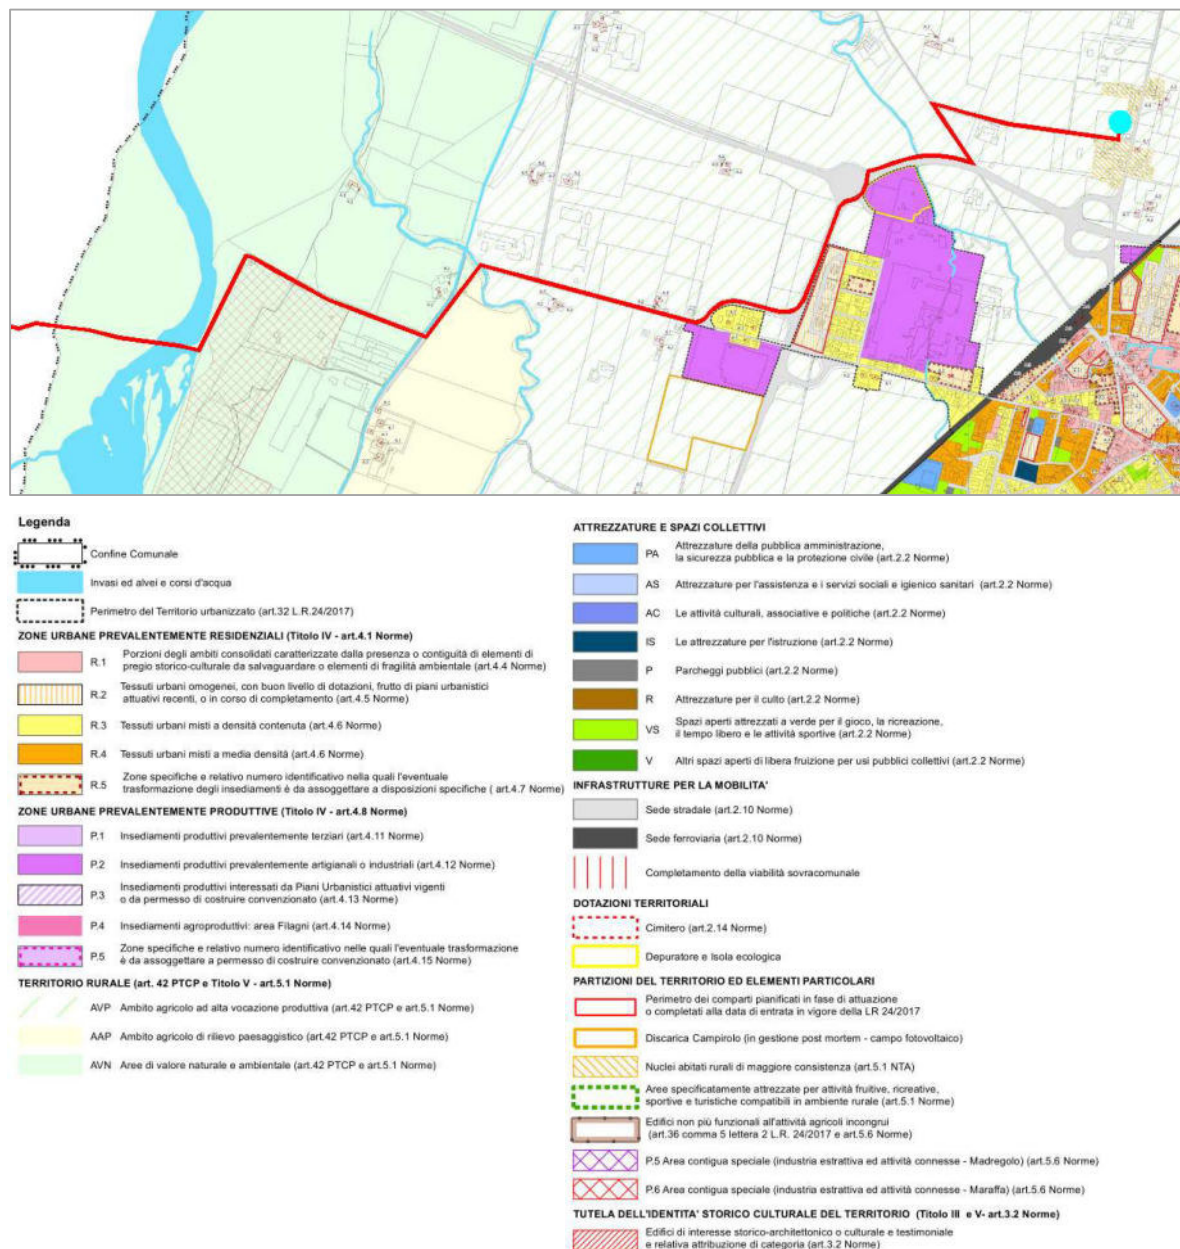 Legenda
Confine Comunale
Invasi ed alvei e corsi d'acqua
Perimetro del Territorio urbanizzato (art.32 L.R.24/2017)
ZONE URBANE PREVALENTEMENTE RESIDENZIALI (Titolo IV - art.4.1 Norme)
R.1 Porzioni degli ambiti consolidati caratterizzate dalla presenza o contiguità di elementi di
pregio storico-culturale da salvaguardare o elementi di fragilità ambientale (art.4.4 Norme)
R.2 Tessuti urbani omogenei, con buon livello di dotazioni, frutto di piani urbanistici
attuativi recenti, o in corso di completamento (art.4.5 Norme)
R.3 Tessuti urbani misti a densità contenuta (art.4.6 Norme)
R.4 Tessuti urbani misti a media densità (art.4.6 Norme)
R.5 Zone specifiche e relativo numero identificativo nella quali l'eventuale
trasformazione degli insediamenti è da assoggettare a disposizioni specifiche ( art.4.7 Norme)
ZONE URBANE PREVALENTEMENTE PRODUTTIVE (Titolo IV - art.4.8 Norme)
P.1 Insediamenti produttivi prevalentemente terziari (art.4.11 Norme)
P.2 Insediamenti produttivi prevalentemente artigianali o industriali (art.4.12 Norme)
P.3 Insediamenti produttivi interessati da Piani Urbanistici attuativi vigenti
o da permesso di costruire convenzionato (art.4.13 Norme)
P.4 Insediamenti agroproduttivi: area Filagni (art.4.14 Norme)
P.5 Zone specifiche e relativo numero identificativo nelle quali l'eventuale trasformazione
è da assoggettare a permesso di costruire convenzionato (art.4.15 Norme)
TERRITORIO RURALE (art. 42 PTCP e Titolo V - art.5.1 Norme)
AVP Ambito agricolo ad alta vocazione produttiva (art.42 PTCP e art.5.1 Norme)
AAP Ambito agricolo di rilievo paesaggistico (art.42 PTCP e art.5.1 Norme)
AVN Aree di valore naturale e ambientale (art.42 PTCP e art.5.1 Norme)
ATTREZZATURE E SPAZI COLLETTIVI
PA Attrezzature della pubblica amministrazione,
la sicurezza pubblica e la protezione civile (art.2.2 Norme)
AS Attrezzature per l'assistenza e i servizi sociali e igienico sanitari (art.2.2 Norme)
AC Le attività culturali, associative e politiche (art.2.2 Norme)
IS Le attrezzature per l'istruzione (art.2.2 Norme)
P Parcheggi pubblici (art.2.2 Norme)
R Attrezzature per il culto (art.2.2 Norme)
VS Spazi aperti attrezzati a verde per il gioco, la ricreazione,
il tempo libero e le attività sportive (art.2.2 Norme)
V Altri spazi aperti di libera fruizione per usi pubblici collettivi (art.2.2 Norme)
INFRASTRUTTURE PER LA MOBILITA'
Sede stradale (art.2.10 Norme)
Sede ferroviaria (art.2.10 Norme)
Completamento della viabilità sovracomunale
DOTAZIONI TERRITORIALI
Cimitero (art.2.14 Norme)
Depuratore e Isola ecologica
PARTIZIONI DEL TERRITORIO ED ELEMENTI PARTICOLARI
Perimetro dei comparti pianificati in fase di attuazione
o completati alla data di entrata in vigore della LR 24/2017
Discarica Campirolo (in gestione post mortem - campo fotovoltaico)
Nuclei abitati rurali di maggiore consistenza (art.5.1 NTA)
Aree specificatamente attrezzate per attività fruitive, ricreative,
sportive e turistiche compatibili in ambiente rurale (art.5.1 Norme)
Edifici non più funzionali all'attività agricoli incongrui
(art.36 comma 5 lettera 2 L.R. 24/2017 e art.5.6 Norme)
P.5 Area contigua speciale (industria estrattiva ed attività connesse - Madregolo) (art.5.6 Norme)
P.6 Area contigua speciale (industria estrattiva ed attività connesse - Maraffa) (art.5.6 Norme)
TUTELA DELL'IDENTITA' STORICO CULTURALE DEL TERRITORIO (Titolo III e V- art.3.2 Norme)
Edifici di interesse storico-architettonico o culturale e testimoniale
e relativa attribuzione di categoria (art.3.2 Norme)